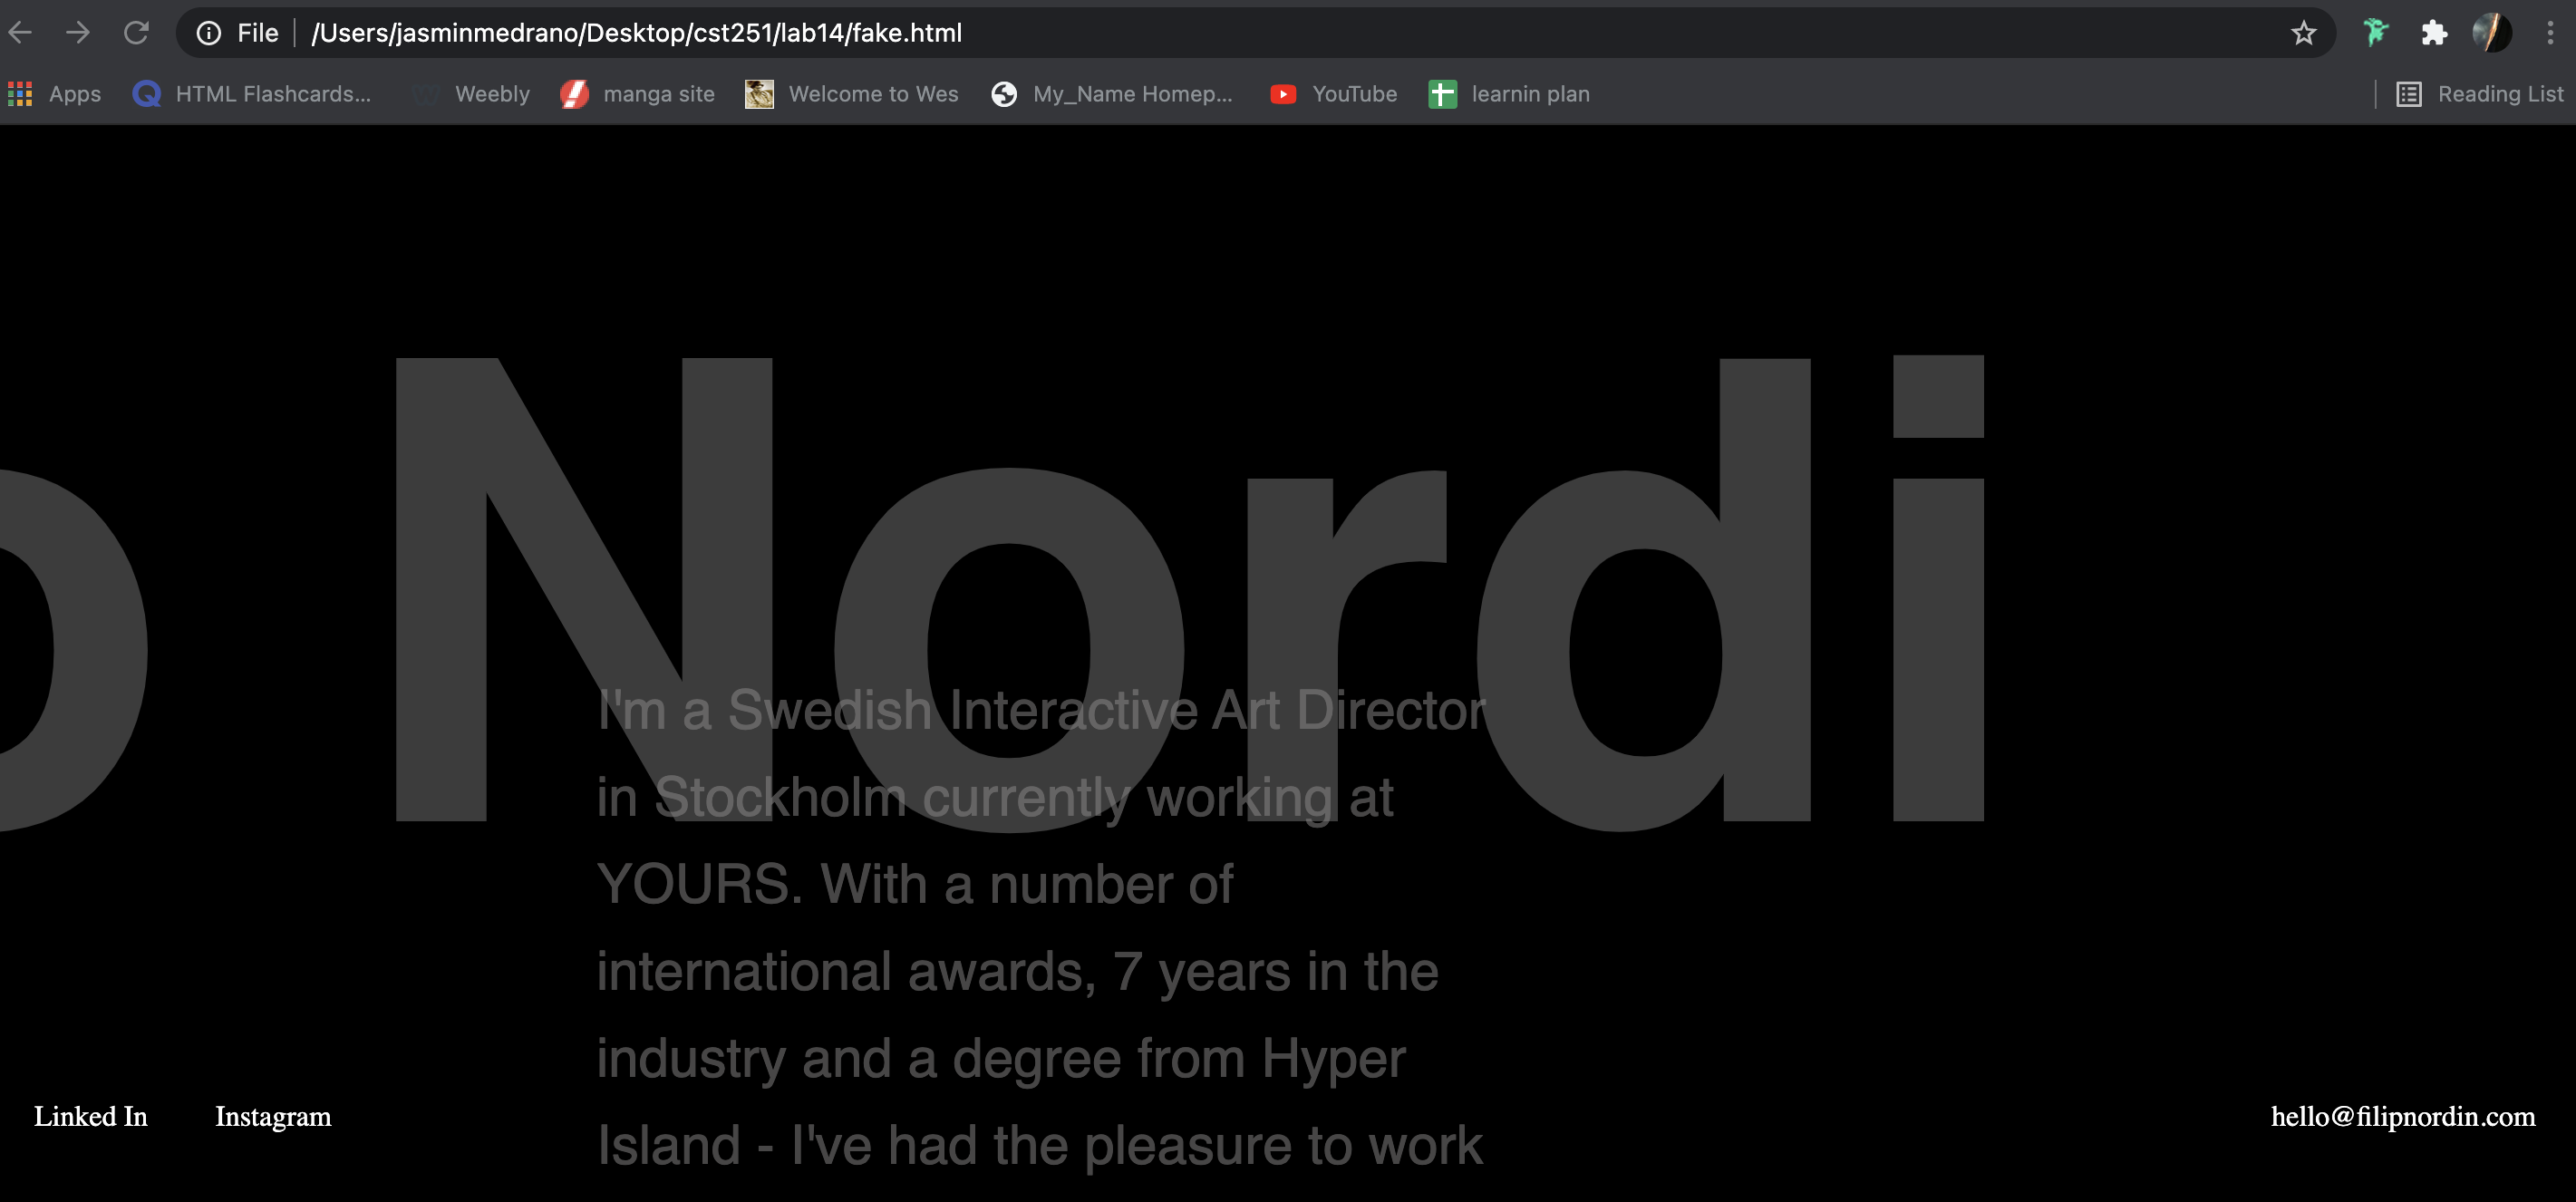 File /Users/jasminmedrano/Desktop/cst251/lab14/fake.html
Apps HTML Flashcards... Weebly manga site Welcome to Wes My_Name Homep... YouTube learnin plan Reading List
p Nordi
I'm a Swedish Interactive Art Director
in Stockholm currently working at
YOURS. With a number of
international awards, 7 years in the
industry and a degree from Hyper
Island - I've had the pleasure to work
Linked In Instagram hello@filipnordin.com